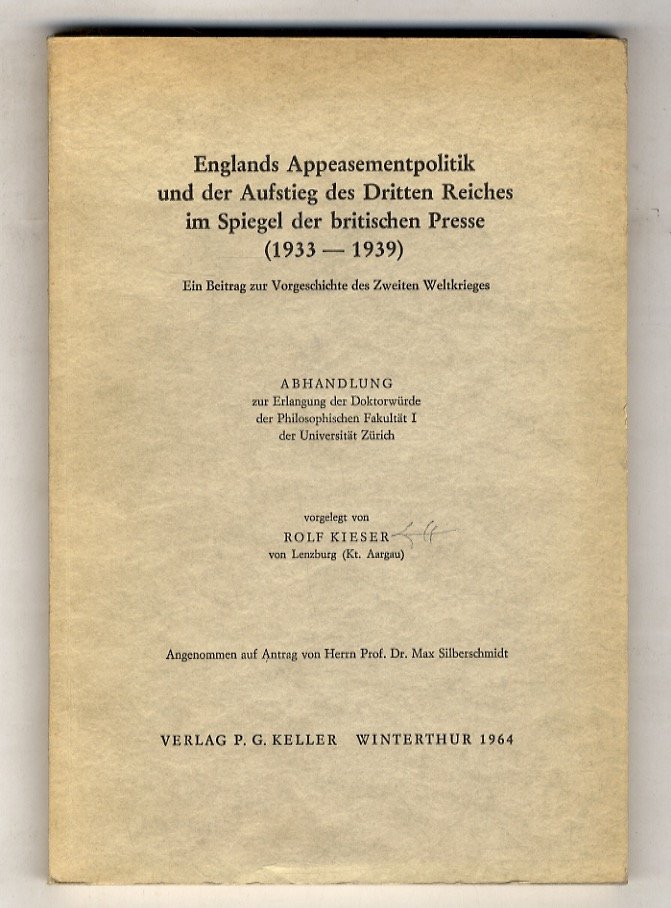 Englands Appeasementpolitik
und der Aufstieg des Dritten Reiches
im Spiegel der britischen Presse
(1933 — 1939)
Ein Beitrag zur Vorgeschichte des Zweiten Weltkrieges
ABHANDLUNG
zur Erlangung der Doktorwürde
der Philosophischen Fakultät I
der Universität Zürich
vorgelegt von
ROLF KIESER
von Lenzburg (Kt. Aargau)
Angenommen auf Antrag von Herrn Prof. Dr. Max Silberschmidt
VERLAG P. G. KELLER WINTERTHUR 1964